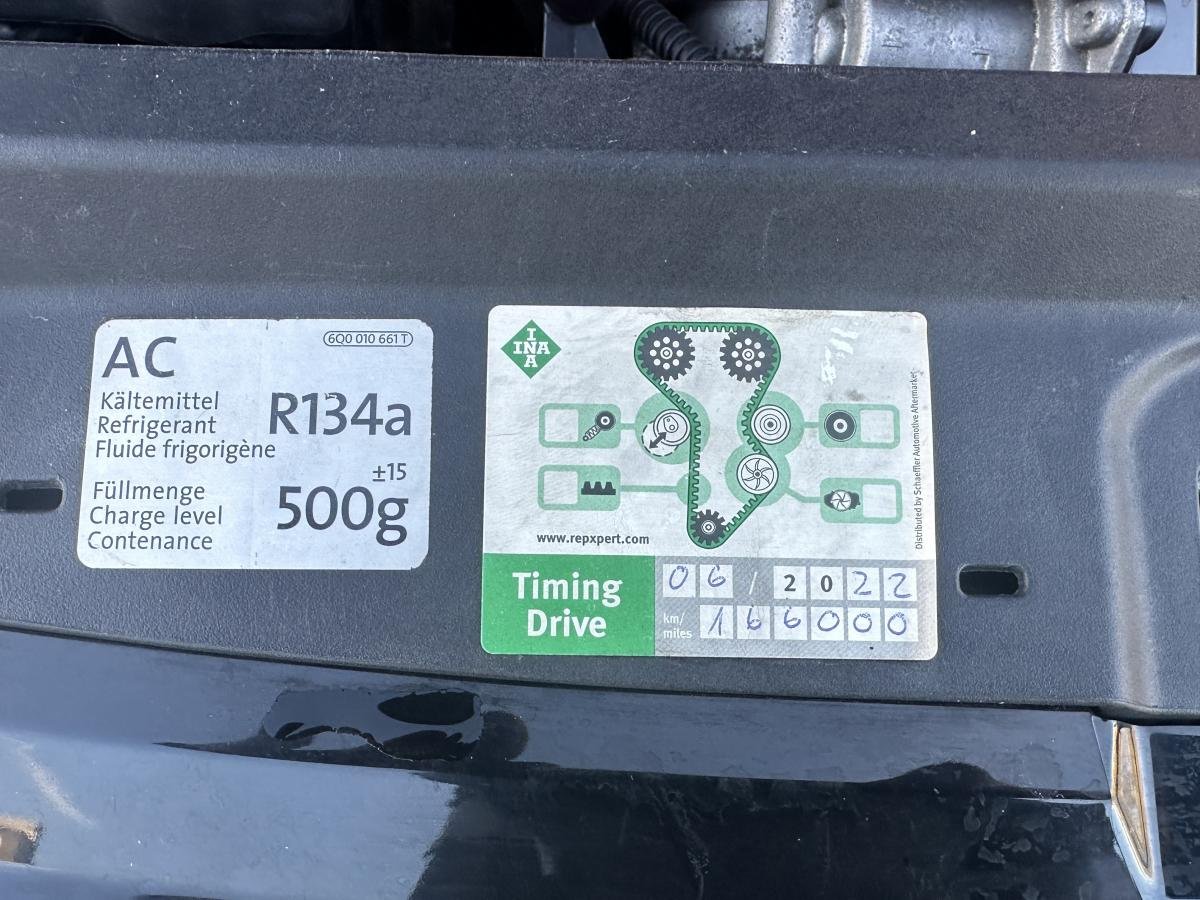 AC
6Q0 010 661 T
Kältemittel
Refrigerant
Fluide frigorigène
R134a
±15
Füllmenge
Charge level
Contenance
500g
INA
INA
www.repxpert.com
Distributed by Schaeffler Automotive Aftermarket
Timing
Drive
06 / 2022
km/
miles
166000